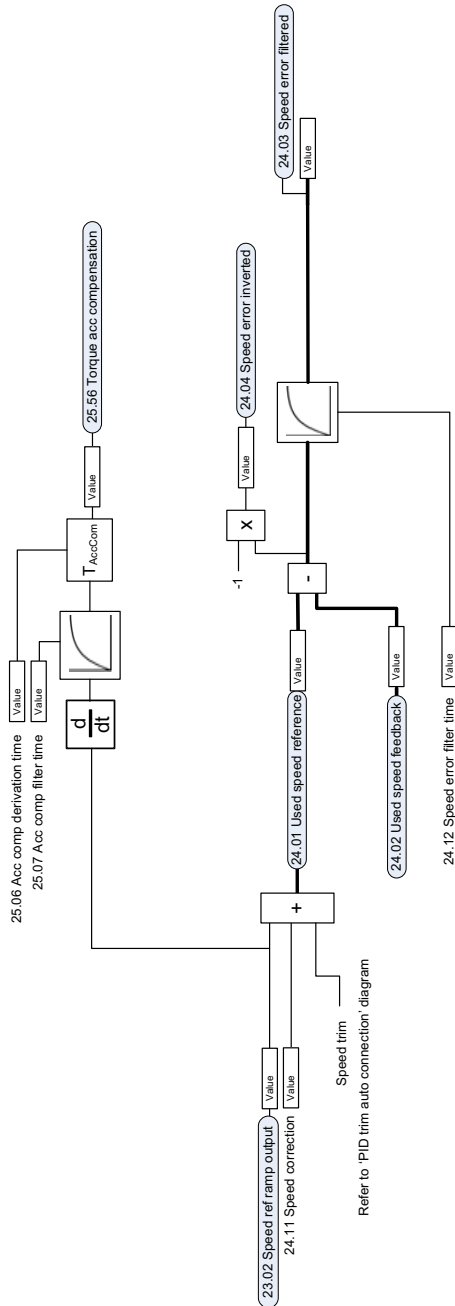 25.06 Acc comp derivation time
Value
25.07 Acc comp filter time
Value
d
dt
TAccCom
Value
25.56 Torque acc compensation
23.02 Speed ref ramp output
Value
24.11 Speed correction
Value
Speed trim
Refer to 'PID trim auto connection' diagram
+
24.01 Used speed reference
Value
24.02 Used speed feedback
Value
-
-1
X
Value
24.04 Speed error inverted
24.12 Speed error filter time
Value
Value
24.03 Speed error filtered